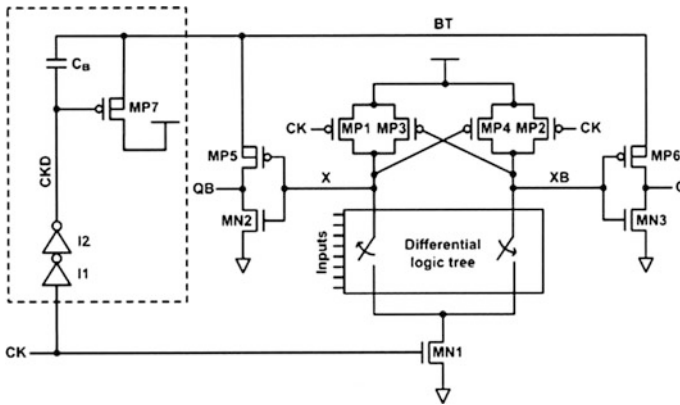 BT
C_B
MP7
CK
MP1
MP3
MP4
MP2
CK
MP5
MP6
CKD
QB
X
XB
MN2
MN3
I2
I1
Inputs
Differential
logic tree
CK
MN1